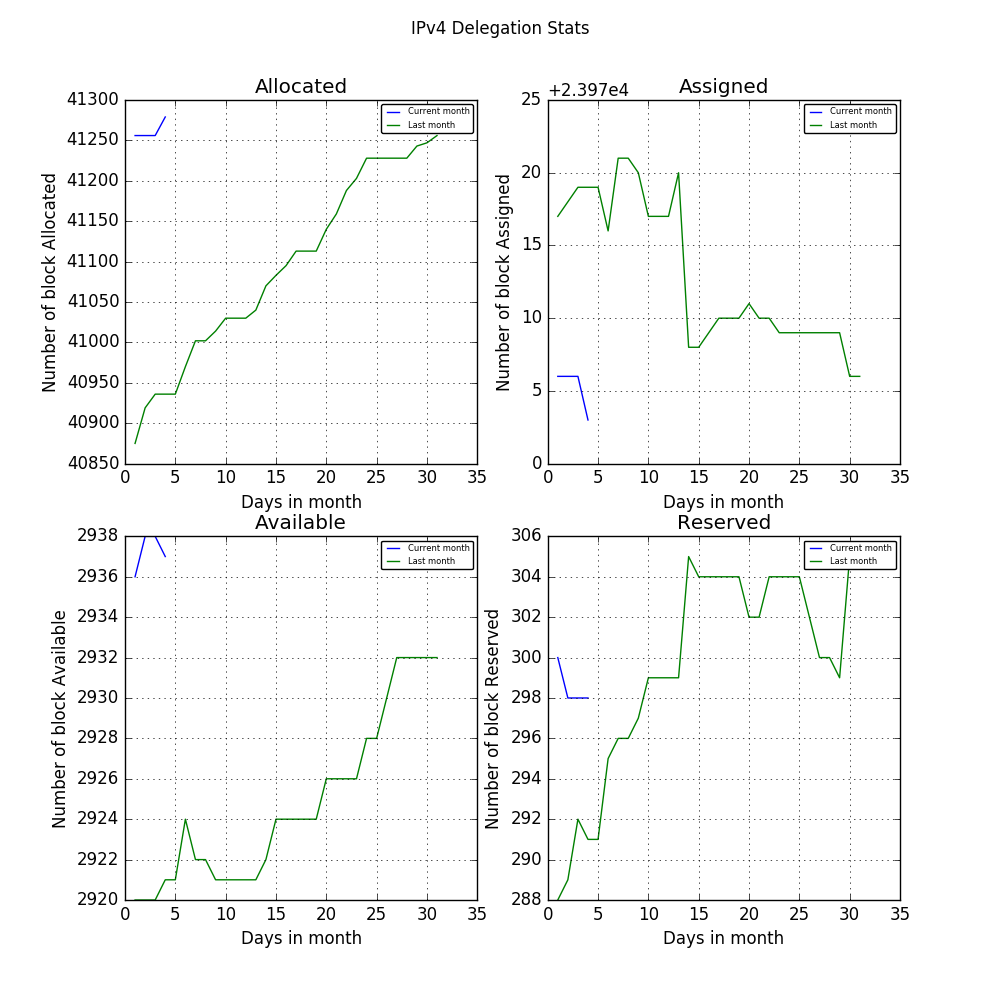 IPv4 Delegation Stats
Allocated
Number of block Allocated
41300
41250
41200
41150
41100
41050
41000
40950
40900
40850
0 5 10 15 20 25 30 35
Days in month
Current month
Last month
+2.397e4
Assigned
Number of block Assigned
25
20
15
10
5
0
0 5 10 15 20 25 30 35
Days in month
Current month
Last month
Available
Number of block Available
2938
2936
2934
2932
2930
2928
2926
2924
2922
2920
0 5 10 15 20 25 30 35
Days in month
Current month
Last month
Reserved
Number of block Reserved
306
304
302
300
298
296
294
292
290
288
0 5 10 15 20 25 30 35
Days in month
Current month
Last month